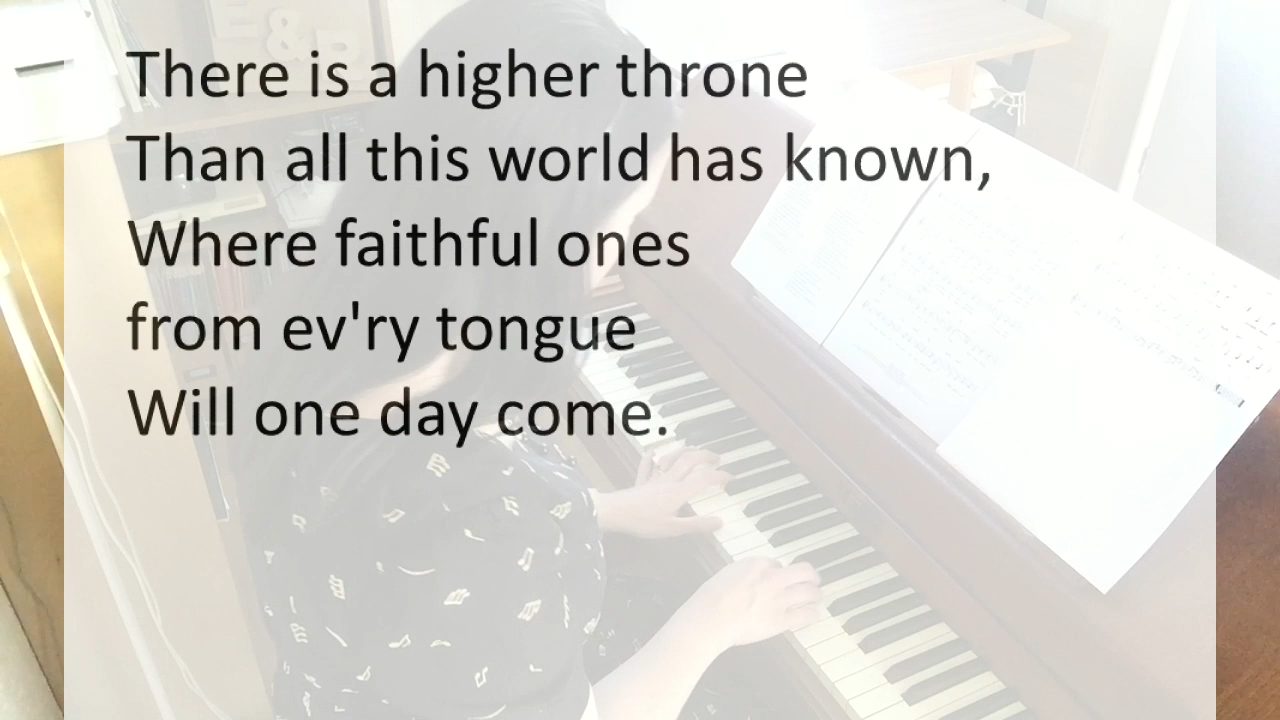 E&B
There is a higher throne
Than all this world has known,
Where faithful ones
from ev'ry tongue
Will one day come.